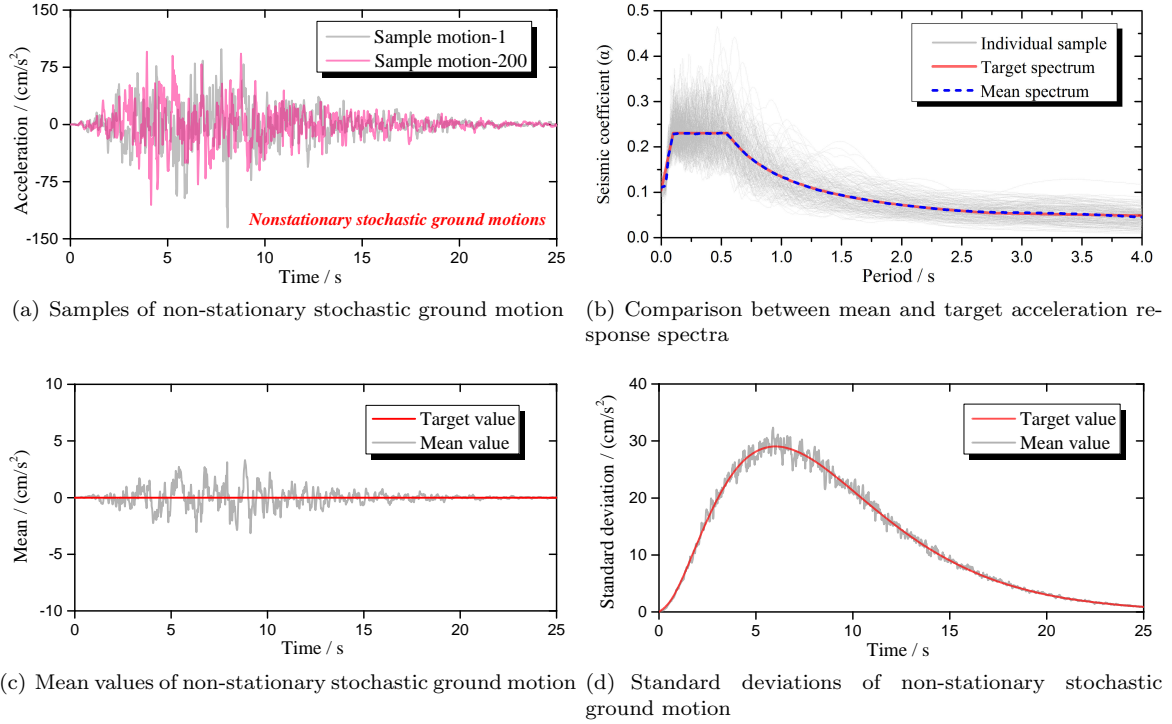 150
75
0
-75
-150
Acceleration / (cm/s²)
Sample motion-1
Sample motion-200
Nonstationary stochastic ground motions
0 5 10 15 20 25
Time / s
(a) Samples of non-stationary stochastic ground motion
0.5
0.4
0.3
0.2
0.1
0.0
Seismic coefficient (α)
Individual sample
Target spectrum
Mean spectrum
0.0 0.5 1.0 1.5 2.0 2.5 3.0 3.5 4.0
Period / s
(b) Comparison between mean and target acceleration re-
sponse spectra
10
5
0
-5
-10
Mean / (cm/s²)
Target value
Mean value
0 5 10 15 20 25
Time / s
(c) Mean values of non-stationary stochastic ground motion
40
30
20
10
0
Standard deviation / (cm/s²)
Target value
Mean value
0 5 10 15 20 25
Time / s
(d) Standard deviations of non-stationary stochastic
ground motion